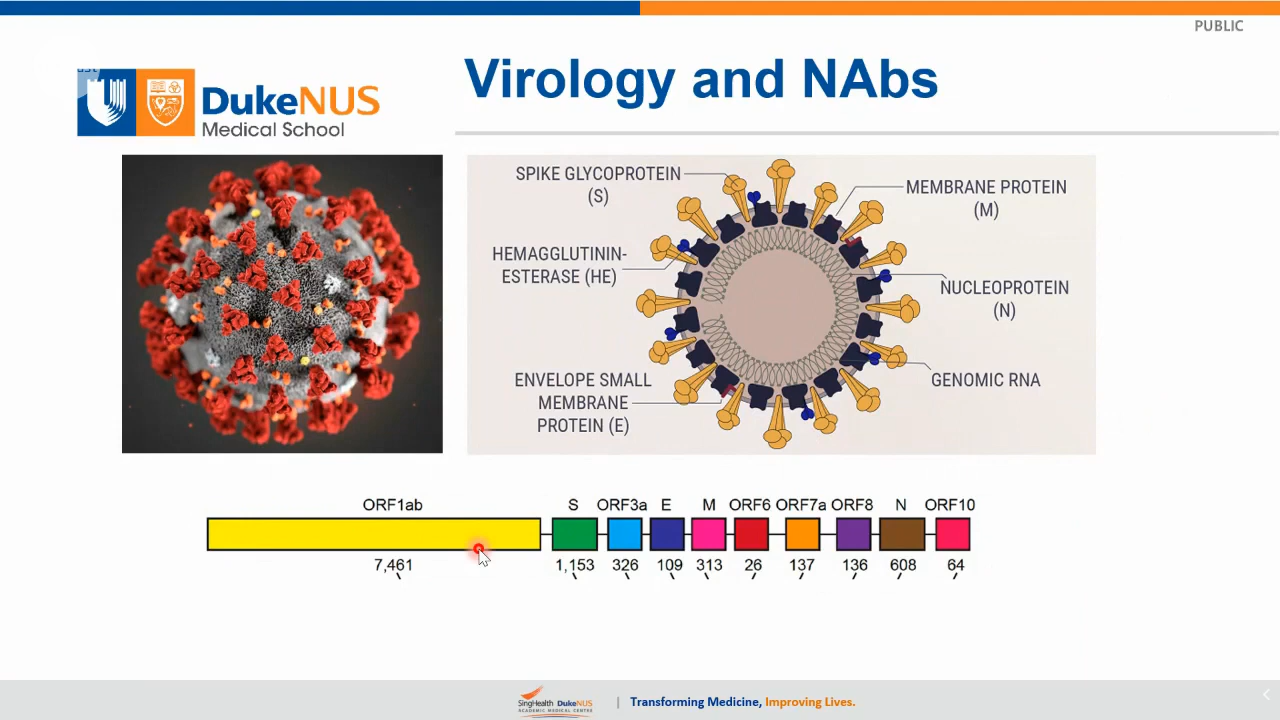 PUBLIC
Virology and NAbs
DukeNUS
Medical School
SPIKE GLYCOPROTEIN
(S)
MEMBRANE PROTEIN
(M)
HEMAGGLUTININ-
ESTERASE (HE)
NUCLEOPROTEIN
(N)
ENVELOPE SMALL
MEMBRANE
PROTEIN (E)
GENOMIC RNA
ORF1ab S ORF3a E M ORF6 ORF7a ORF8 N ORF10
7,461 1,153 326 109 313 26 137 136 608 64
SingHealth DukeNUS
ACADEMIC MEDICAL CENTRE
Transforming Medicine, Improving Lives.